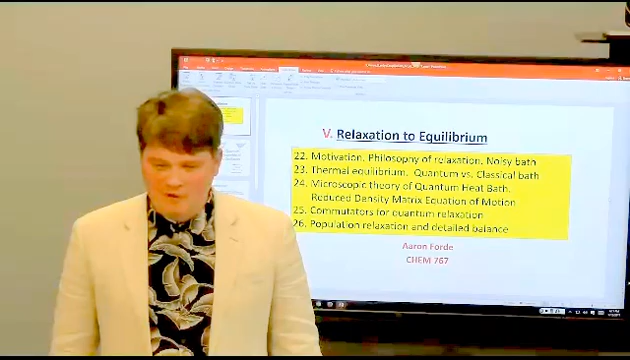 V. Relaxation to Equilibrium
22. Motivation. Philosophy of relaxation. Noisy bath
23. Thermal equilibrium. Quantum vs. Classical bath
24. Microscopic theory of Quantum Heat Bath.
Reduced Density Matrix Equation of Motion
25. Commutators for quantum relaxation
26. Population relaxation and detailed balance
Aaron Forde
CHEM 767